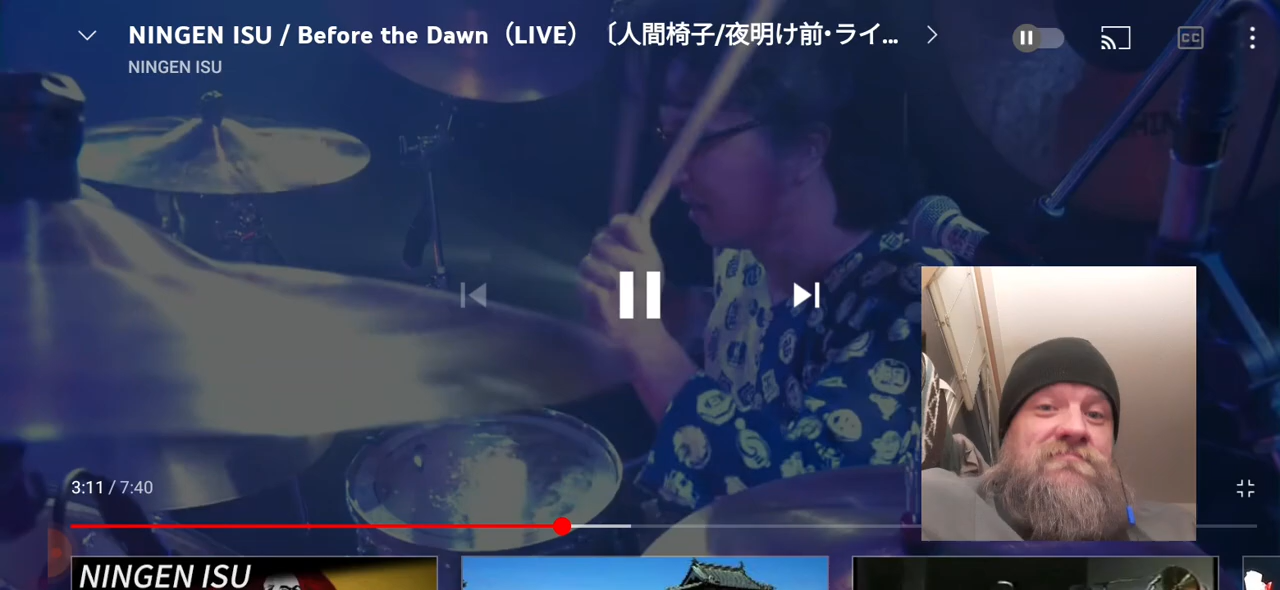 NINGEN ISU / Before the Dawn（LIVE）〔人間椅子/夜明け前・ライ...
NINGEN ISU
CC
3:11 / 7:40
NINGEN ISU